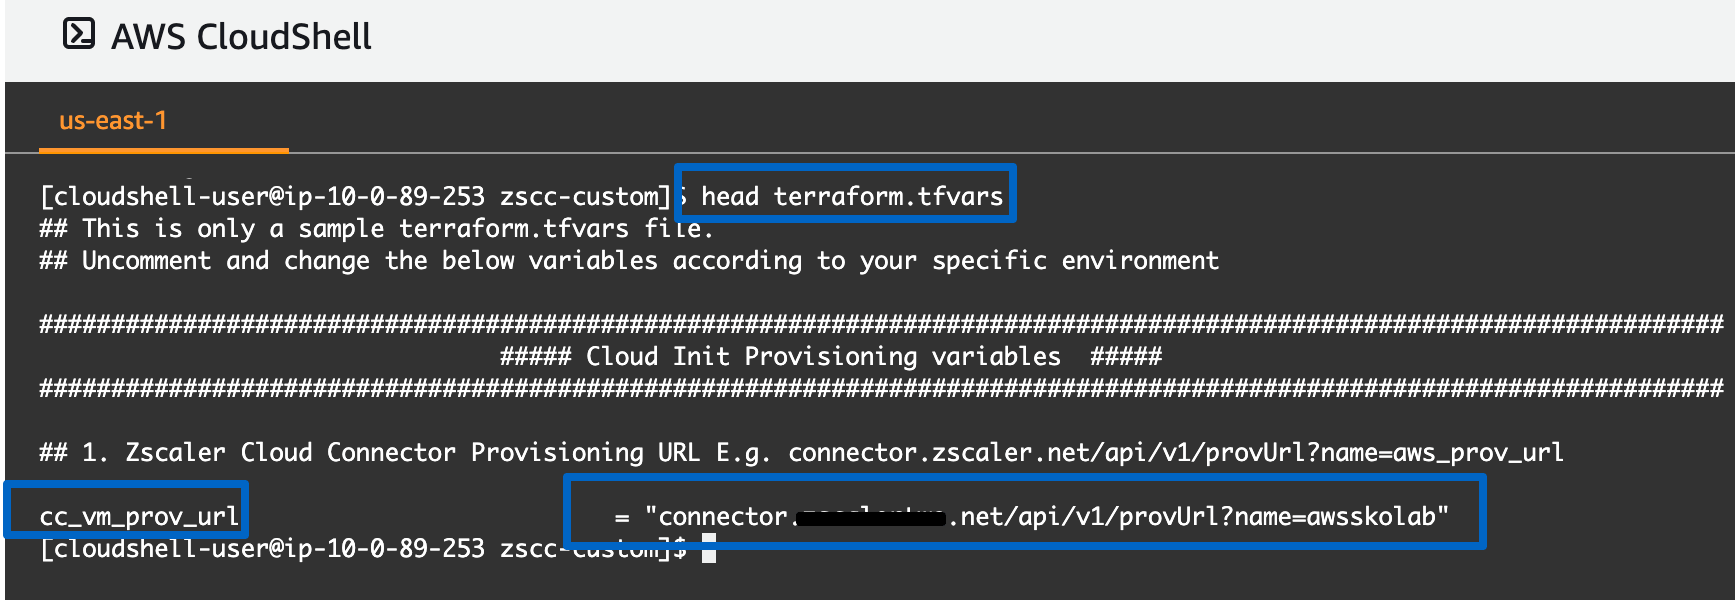 AWS CloudShell
us-east-1
[cloudshell-user@ip-10-0-89-253 zscc-custom]$ head terraform.tfvars
## This is only a sample terraform.tfvars file.
## Uncomment and change the below variables according to your specific environment

#####################################################################################################################
##### Cloud Init Provisioning variables  #####
#####################################################################################################################

## 1. Zscaler Cloud Connector Provisioning URL E.g. connector.zscaler.net/api/v1/provUrl?name=aws_prov_url

cc_vm_prov_url = "connector. .net/api/v1/provUrl?name=awsskolab"
[cloudshell-user@ip-10-0-89-253 zscc-custom]$